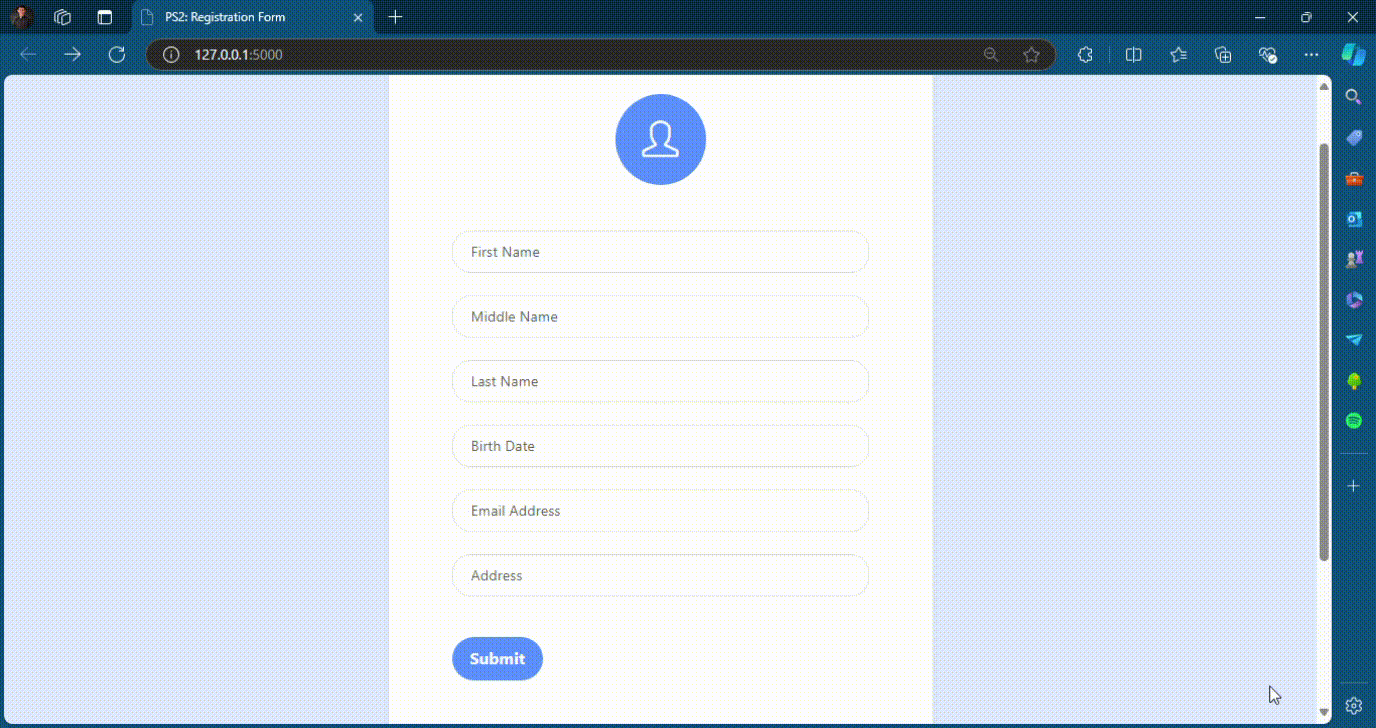 PS2: Registration Form
127.0.0.1:5000
First Name
Middle Name
Last Name
Birth Date
Email Address
Address
Submit